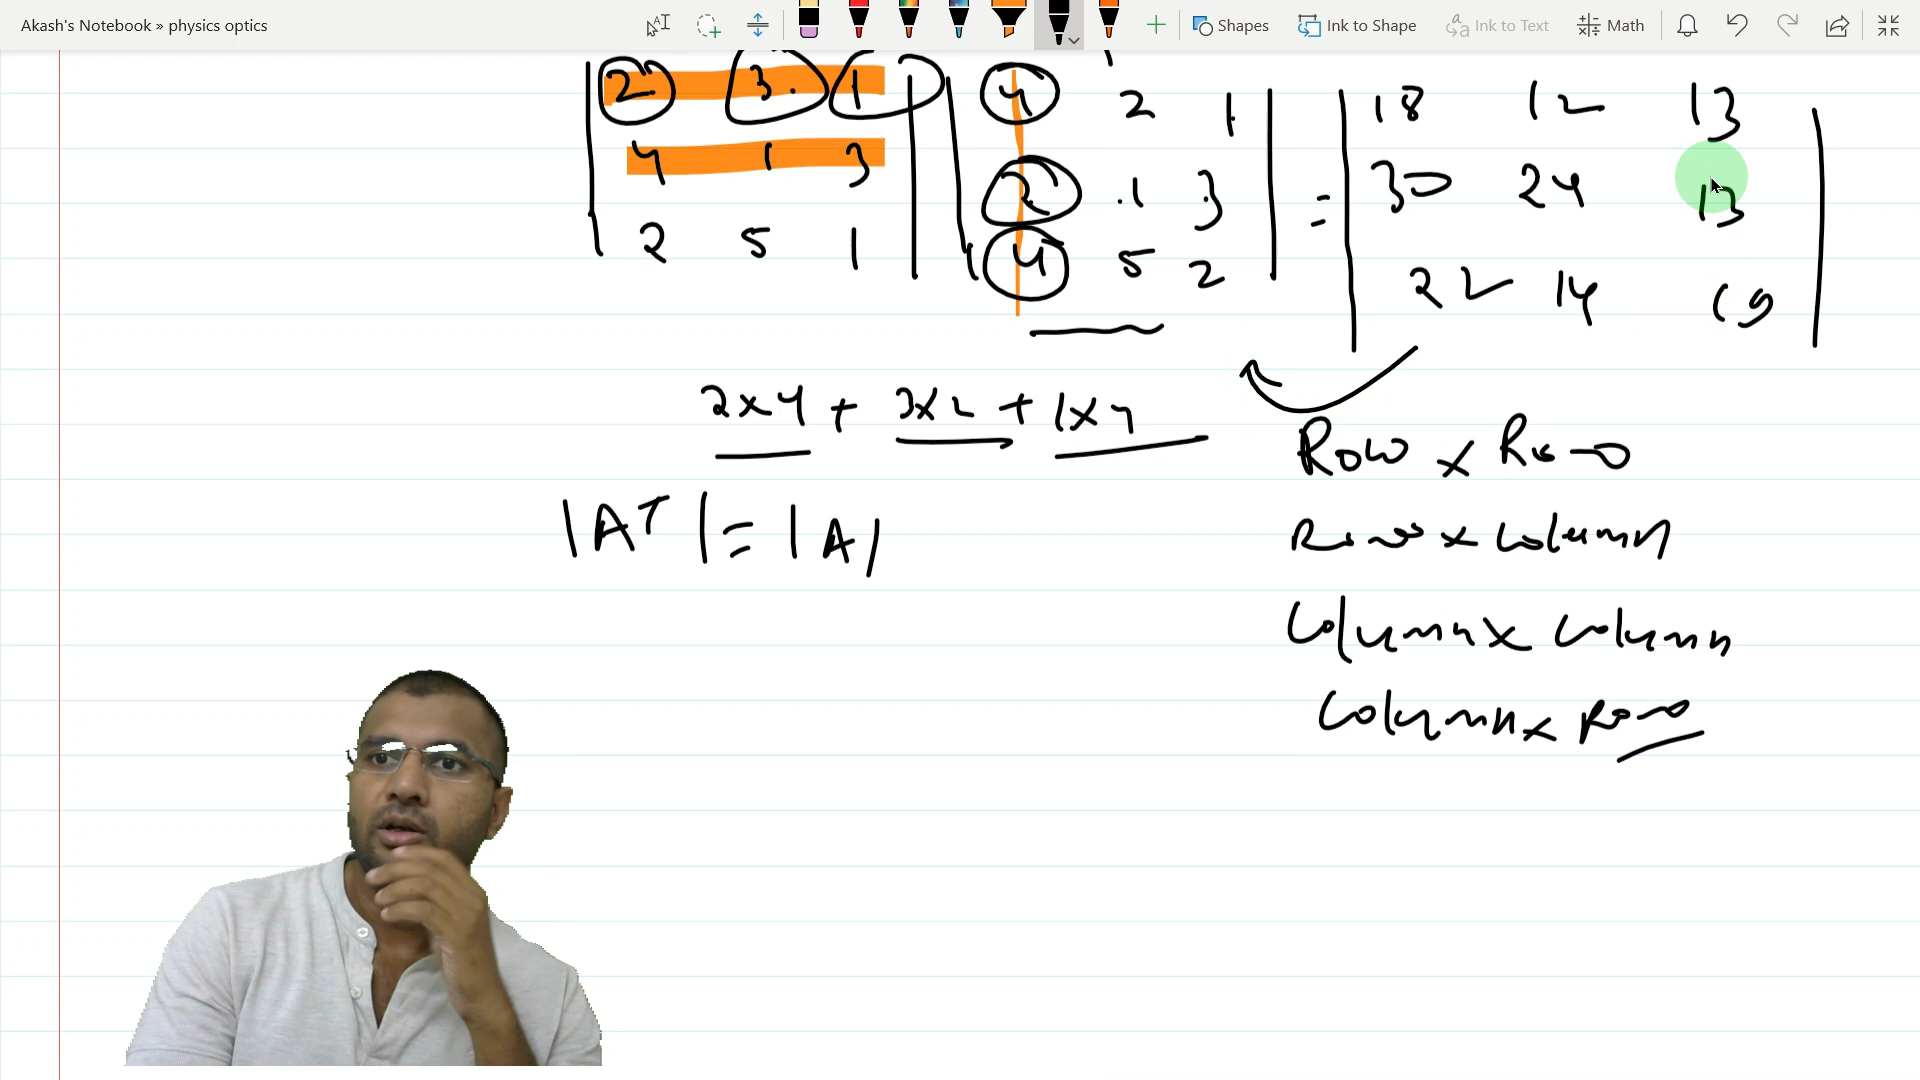 Akash's Notebook » physics optics
Shapes Ink to Shape Ink to Text Math
2 3. 1 4 2 1 18 12 13
4 1 3 2 1 3 = 30 24 13
2 5 1 4 5 2 22 14 19
2x4 + 3x2 + 1x4
Row x Row
|A^T| = |A|
Row x column
Column x column
Column x Row